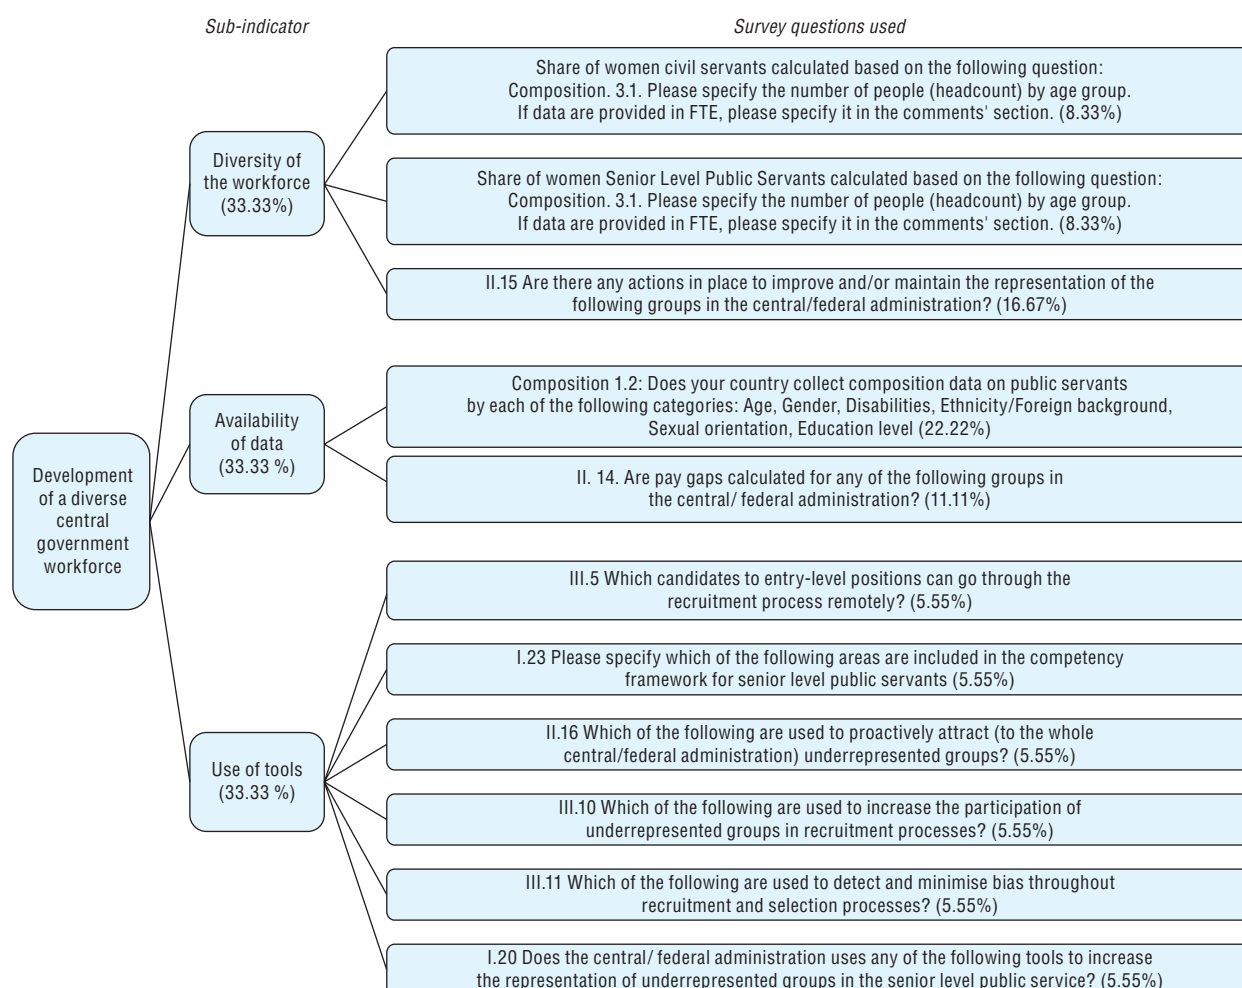 Sub-indicator
Survey questions used
Share of women civil servants calculated based on the following question:
Composition. 3.1. Please specify the number of people (headcount) by age group.
If data are provided in FTE, please specify it in the comments' section. (8.33%)
Diversity of
the workforce
(33.33%)
Share of women Senior Level Public Servants calculated based on the following question:
Composition. 3.1. Please specify the number of people (headcount) by age group.
If data are provided in FTE, please specify it in the comments' section. (8.33%)
II.15 Are there any actions in place to improve and/or maintain the representation of the
following groups in the central/federal administration? (16.67%)
Composition 1.2: Does your country collect composition data on public servants
by each of the following categories: Age, Gender, Disabilities, Ethnicity/Foreign background,
Sexual orientation, Education level (22.22%)
Availability
of data
(33.33 %)
II. 14. Are pay gaps calculated for any of the following groups in
the central/ federal administration? (11.11%)
Development
of a diverse
central
government
workforce
III.5 Which candidates to entry-level positions can go through the
recruitment process remotely? (5.55%)
I.23 Please specify which of the following areas are included in the competency
framework for senior level public servants (5.55%)
II.16 Which of the following are used to proactively attract (to the whole
central/federal administration) underrepresented groups? (5.55%)
Use of tools
(33.33 %)
III.10 Which of the following are used to increase the participation of
underrepresented groups in recruitment processes? (5.55%)
III.11 Which of the following are used to detect and minimise bias throughout
recruitment and selection processes? (5.55%)
I.20 Does the central/ federal administration uses any of the following tools to increase
the representation of underrepresented groups in the senior level public service? (5.55%)